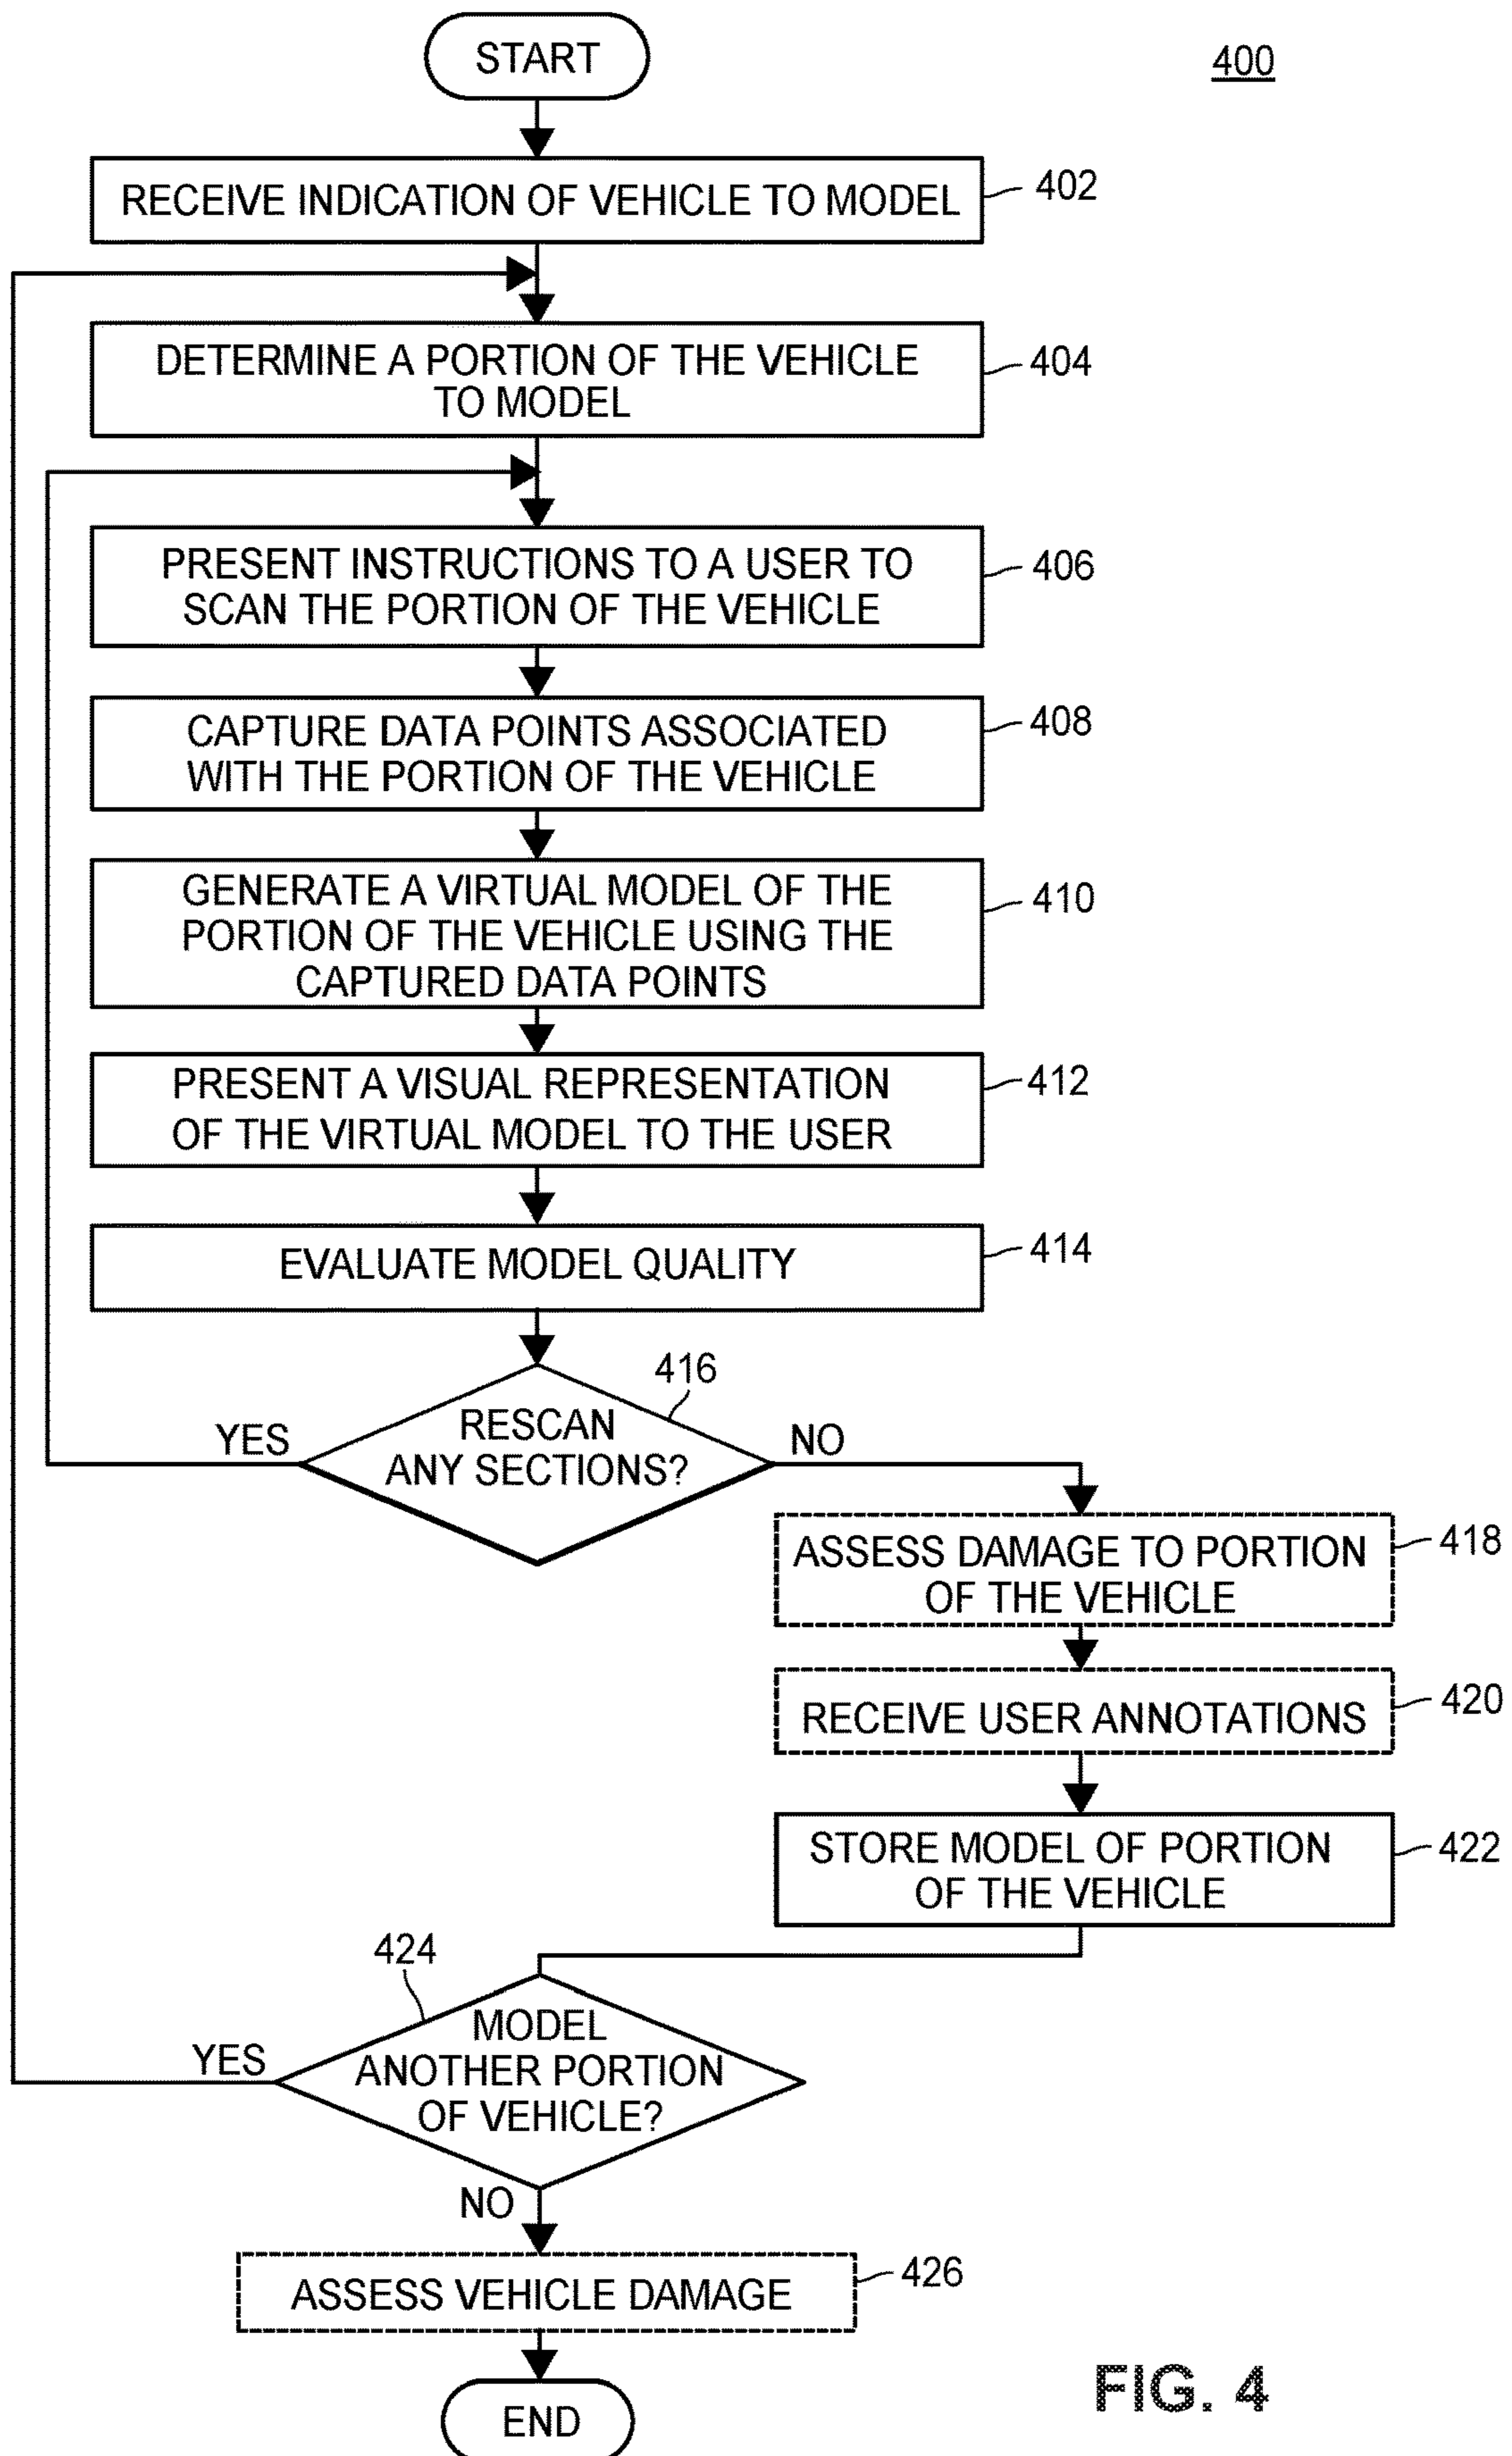 START
400
RECEIVE INDICATION OF VEHICLE TO MODEL
402
DETERMINE A PORTION OF THE VEHICLE
TO MODEL
404
PRESENT INSTRUCTIONS TO A USER TO
SCAN THE PORTION OF THE VEHICLE
406
CAPTURE DATA POINTS ASSOCIATED
WITH THE PORTION OF THE VEHICLE
408
GENERATE A VIRTUAL MODEL OF THE
PORTION OF THE VEHICLE USING THE
CAPTURED DATA POINTS
410
PRESENT A VISUAL REPRESENTATION
OF THE VIRTUAL MODEL TO THE USER
412
EVALUATE MODEL QUALITY
414
416
RESCAN
ANY SECTIONS?
YES
NO
ASSESS DAMAGE TO PORTION
OF THE VEHICLE
418
RECEIVE USER ANNOTATIONS
420
STORE MODEL OF PORTION
OF THE VEHICLE
422
424
MODEL
ANOTHER PORTION
OF VEHICLE?
YES
NO
ASSESS VEHICLE DAMAGE
426
END
FIG. 4